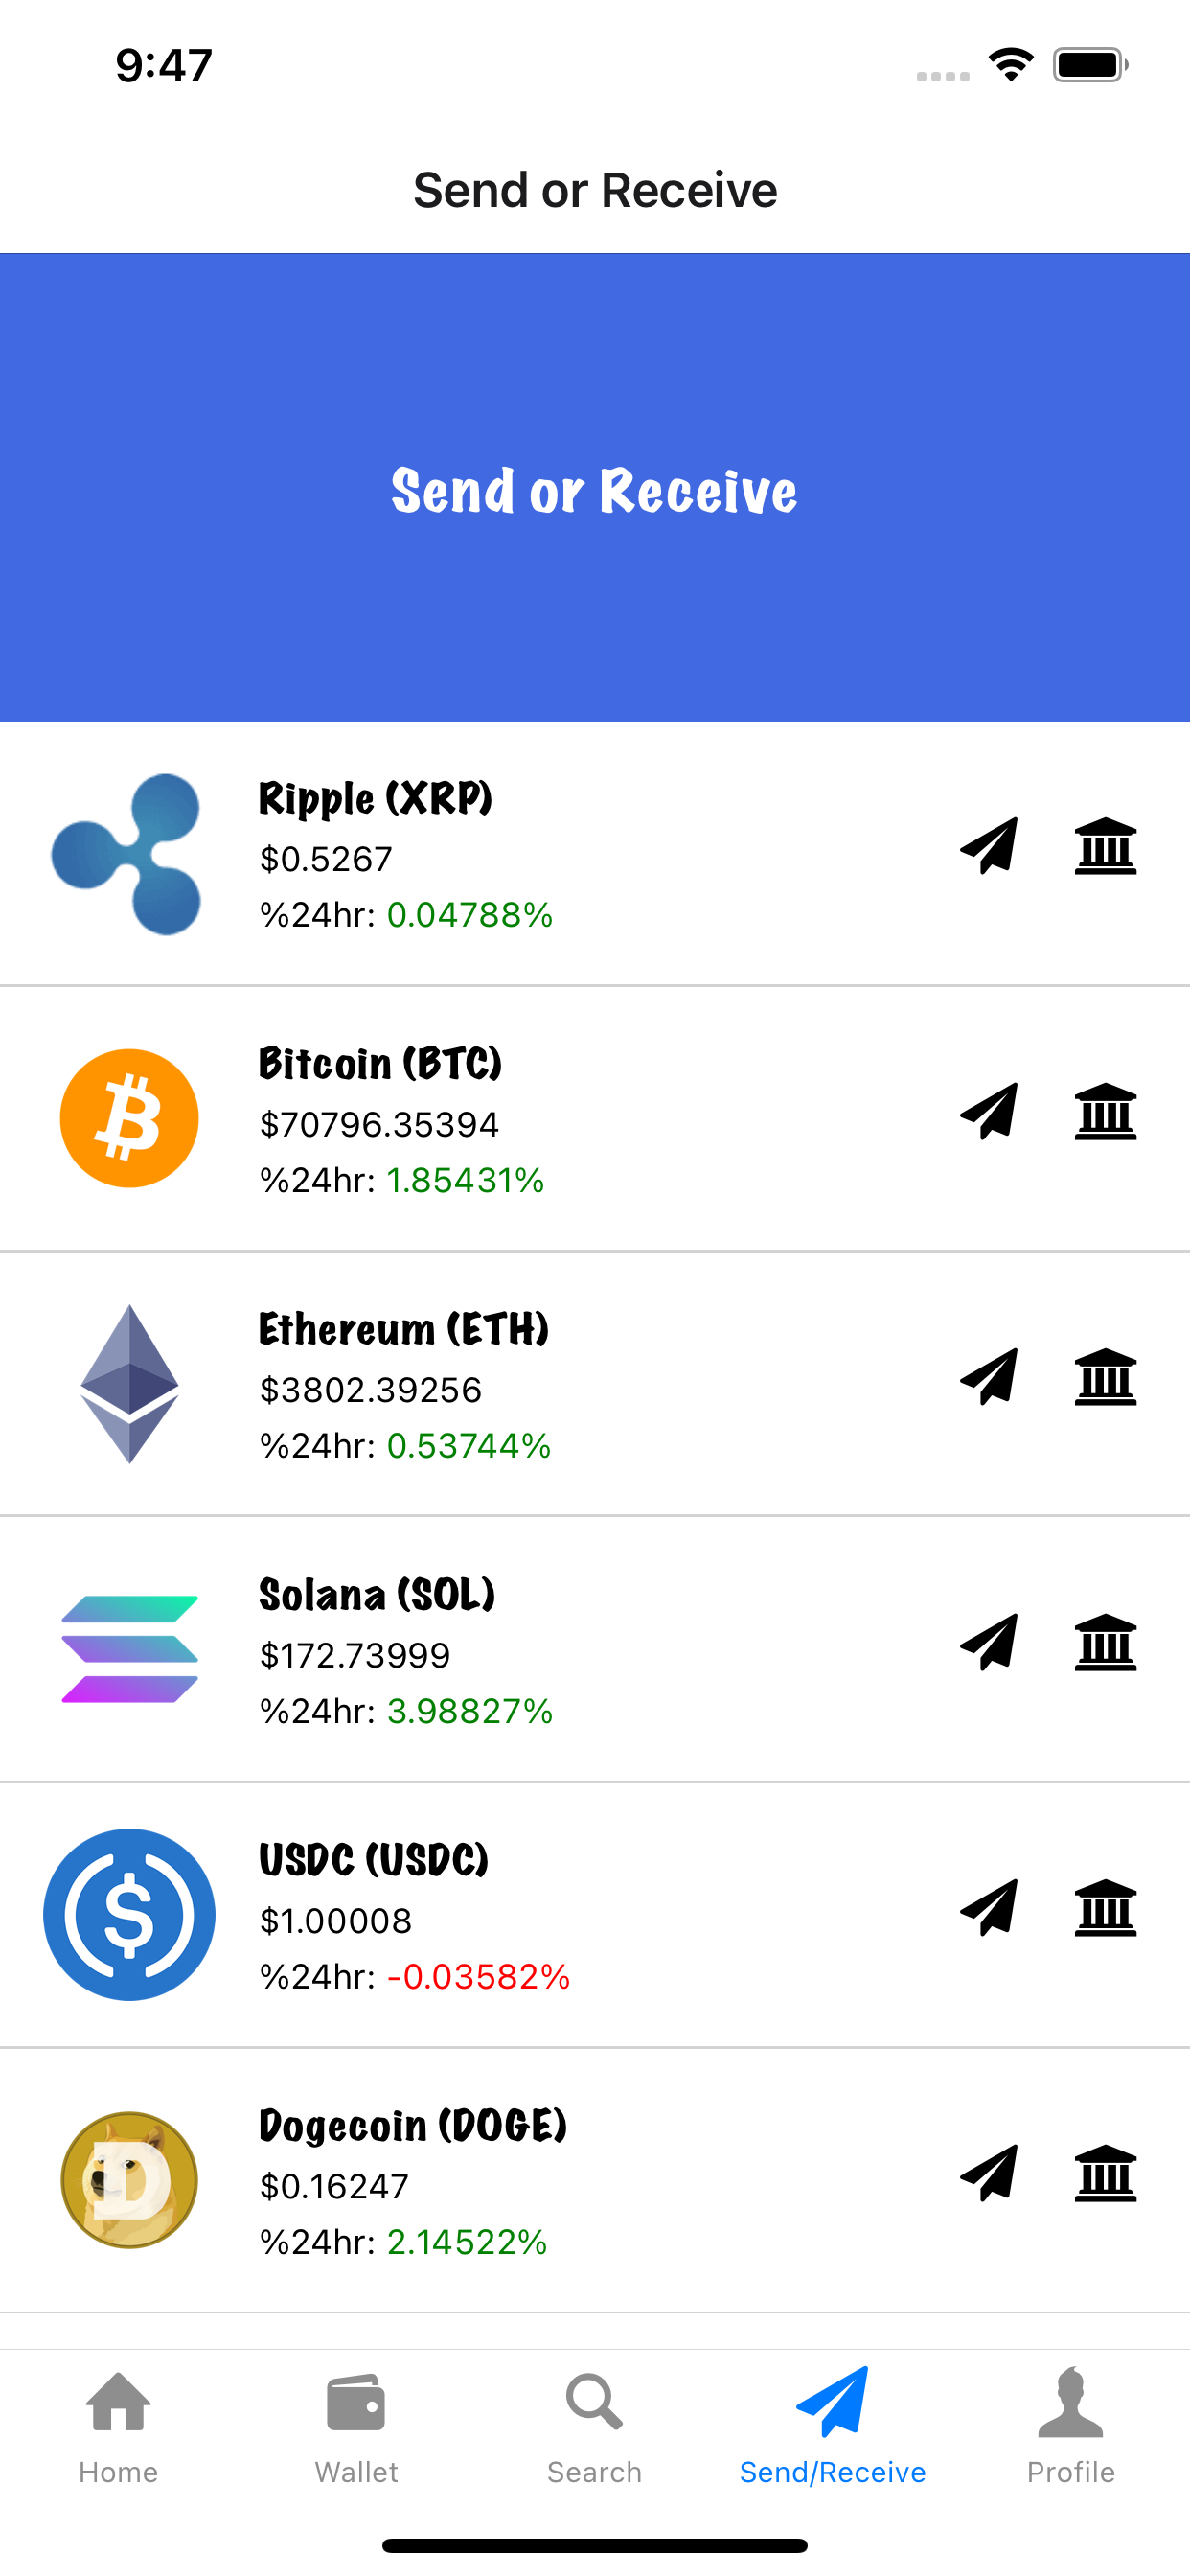 9:47
Send or Receive
Send or Receive
Ripple (XRP)
$0.5267
%24hr: 0.04788%
Bitcoin (BTC)
$70796.35394
%24hr: 1.85431%
Ethereum (ETH)
$3802.39256
%24hr: 0.53744%
Solana (SOL)
$172.73999
%24hr: 3.98827%
USDC (USDC)
$1.00008
%24hr: -0.03582%
Dogecoin (DOGE)
$0.16247
%24hr: 2.14522%
Home Wallet Search Send/Receive Profile